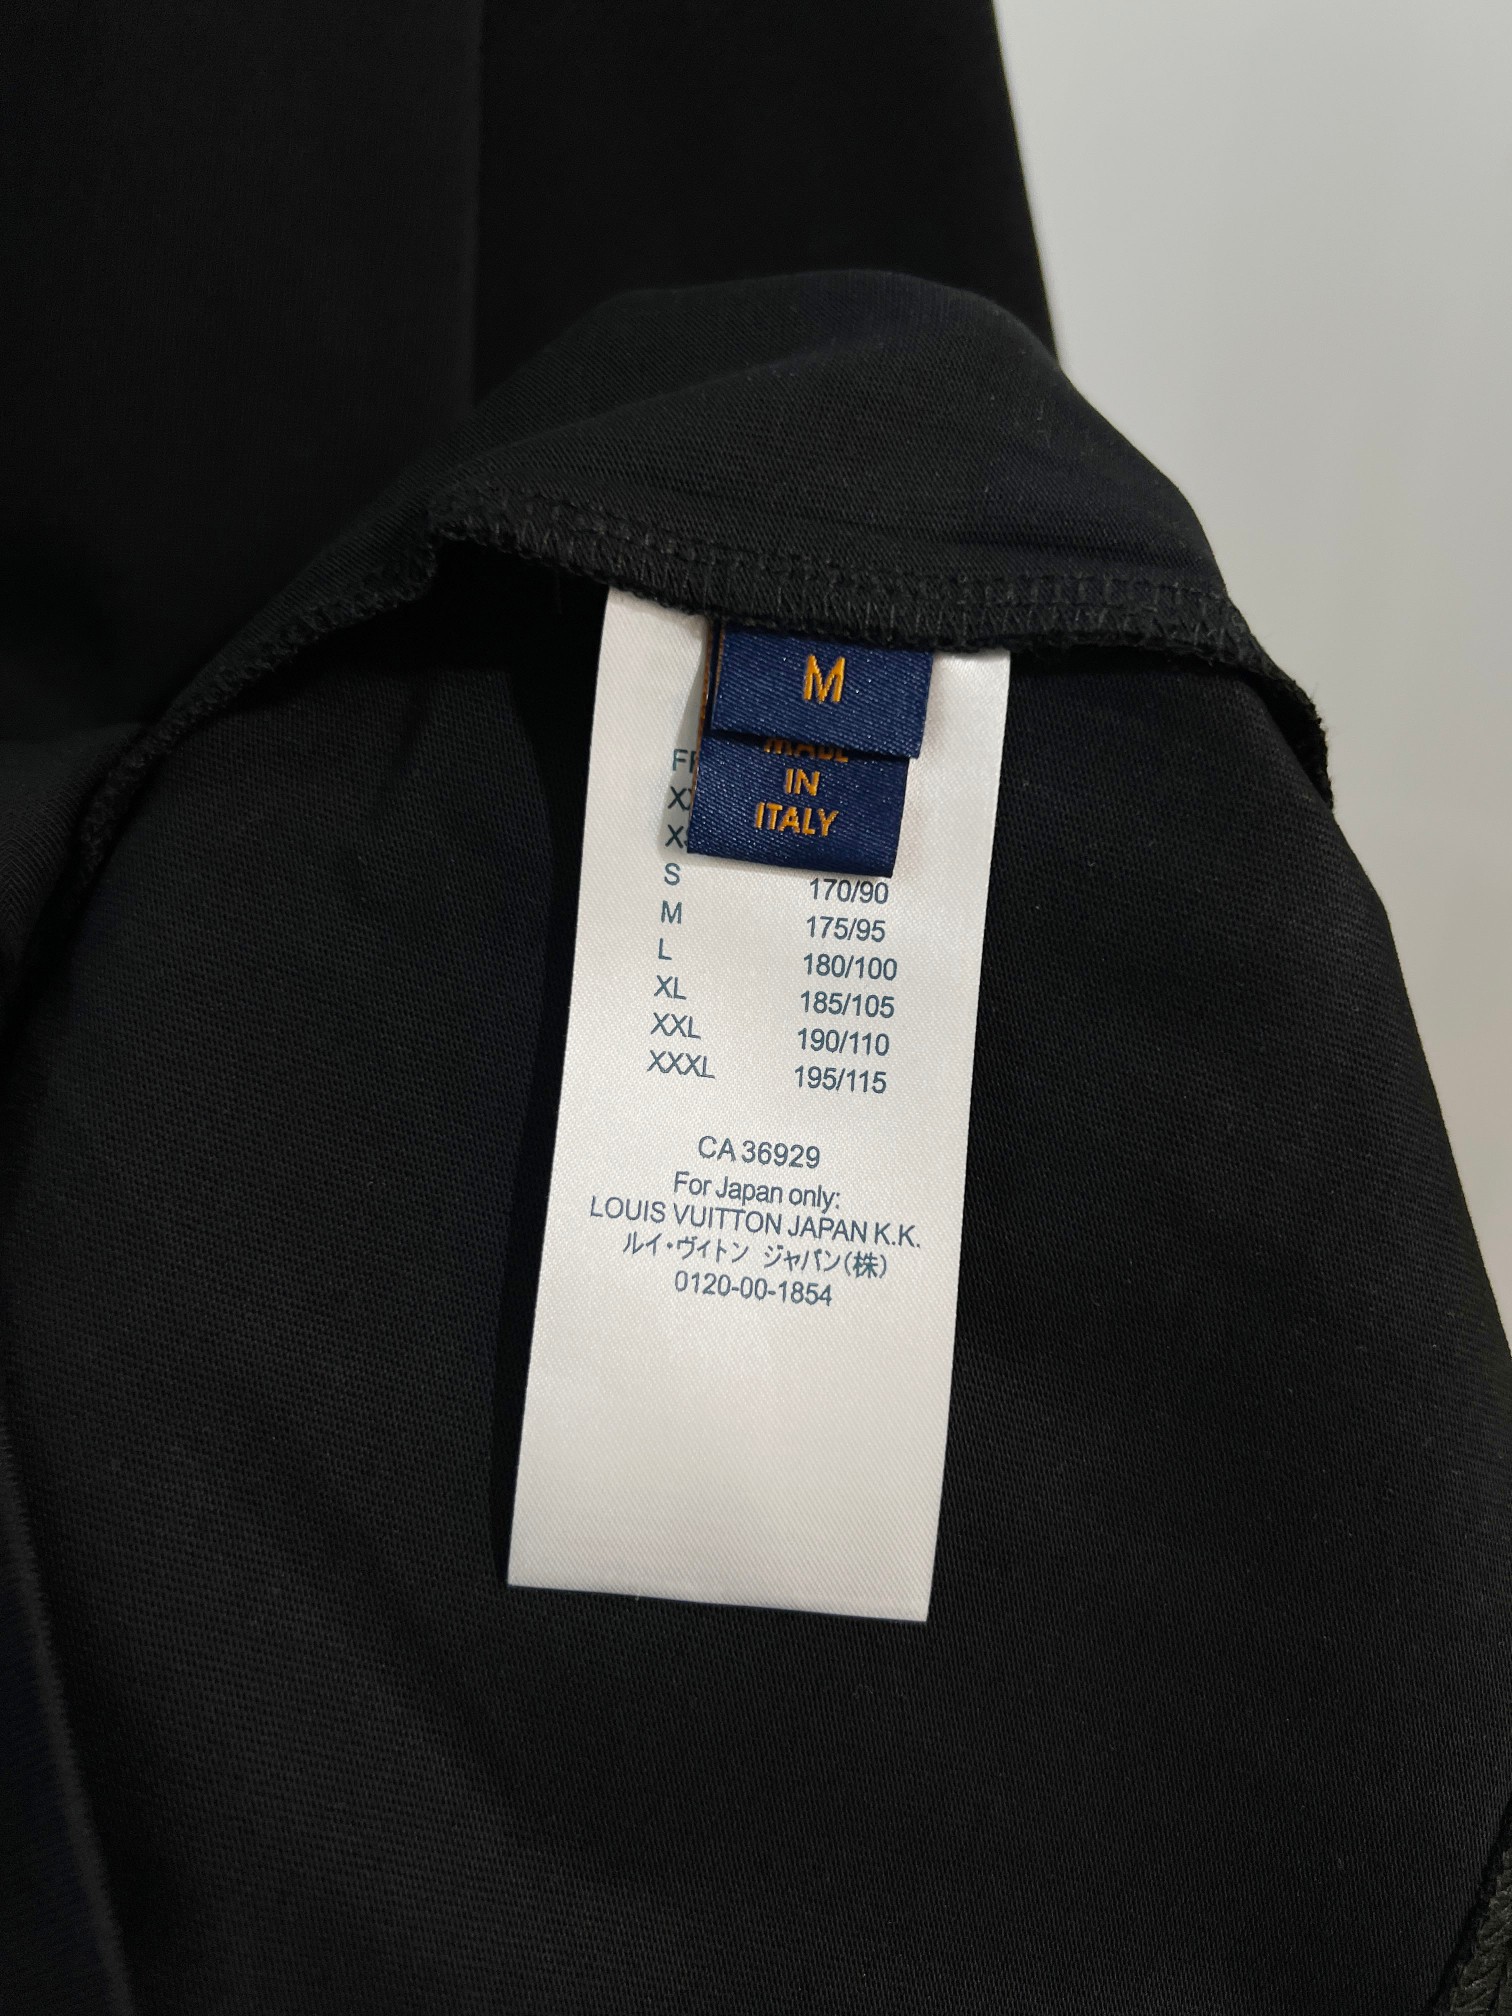 M
MADE
IN
ITALY
S 170/90
M 175/95
L 180/100
XL 185/105
XXL 190/110
XXXL 195/115
CA 36929
For Japan only:
LOUIS VUITTON JAPAN K.K.
ルイ・ヴィトン ジャパン(株)
0120-00-1854